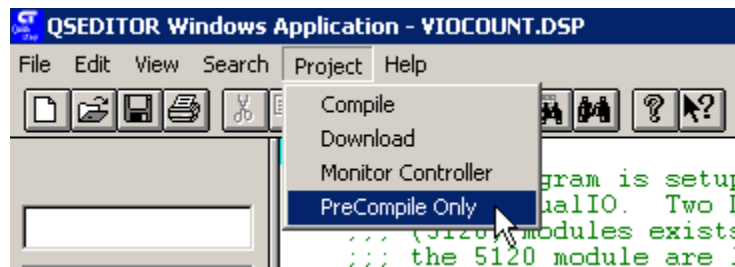 QSEDITOR Windows Application - VIOCOUNT.DSP
File Edit View Search Project Help
Compile
Download
Monitor Controller
PreCompile Only
gram is setup
ualIO. Two
;;; (5120) modules exists
;;; the 5120 module are